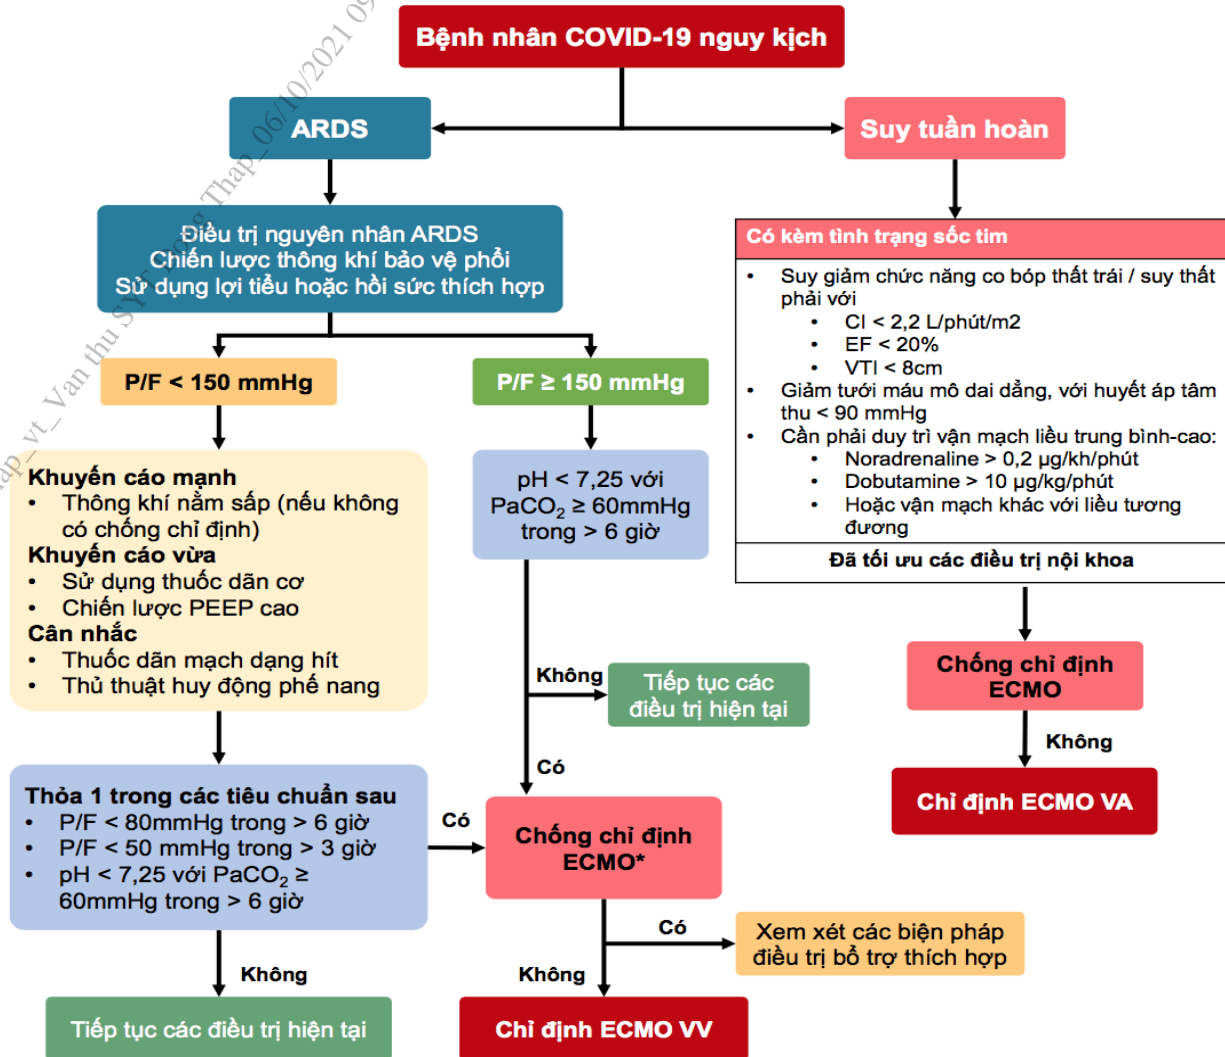 Bệnh nhân COVID-19 nguy kịch
ARDS
Suy tuần hoàn
Điều trị nguyên nhân ARDS
Chiến lược thông khí bảo vệ phổi
Sử dụng lợi tiểu hoặc hồi sức thích hợp
P/F < 150 mmHg
P/F ≥ 150 mmHg
Khuyến cáo mạnh
• Thông khí nằm sấp (nếu không
có chống chỉ định)
Khuyến cáo vừa
• Sử dụng thuốc dãn cơ
• Chiến lược PEEP cao
Cân nhắc
• Thuốc dãn mạch dạng hít
• Thủ thuật huy động phế nang
pH < 7,25 với
PaCO₂ ≥ 60mmHg
trong > 6 giờ
Không
Tiếp tục các
điều trị hiện tại
Có
Thỏa 1 trong các tiêu chuẩn sau
• P/F < 80mmHg trong > 6 giờ
• P/F < 50 mmHg trong > 3 giờ
• pH < 7,25 với PaCO₂ ≥
60mmHg trong > 6 giờ
Có
Chống chỉ định
ECMO*
Có
Xem xét các biện pháp
điều trị bổ trợ thích hợp
Không
Tiếp tục các điều trị hiện tại
Không
Chỉ định ECMO VV
Có kèm tình trạng sốc tim
• Suy giảm chức năng co bóp thất trái / suy thất
phải với
• CI < 2,2 L/phút/m2
• EF < 20%
• VTI < 8cm
• Giảm tưới máu mô dai dẳng, với huyết áp tâm
thu < 90 mmHg
• Cần phải duy trì vận mạch liều trung bình-cao:
• Noradrenaline > 0,2 µg/kh/phút
• Dobutamine > 10 µg/kg/phút
• Hoặc vận mạch khác với liều tương
đương
Đã tối ưu các điều trị nội khoa
Chống chỉ định
ECMO
Không
Chỉ định ECMO VA
vt_Van thu SYT Dong Thap_06/10/2021